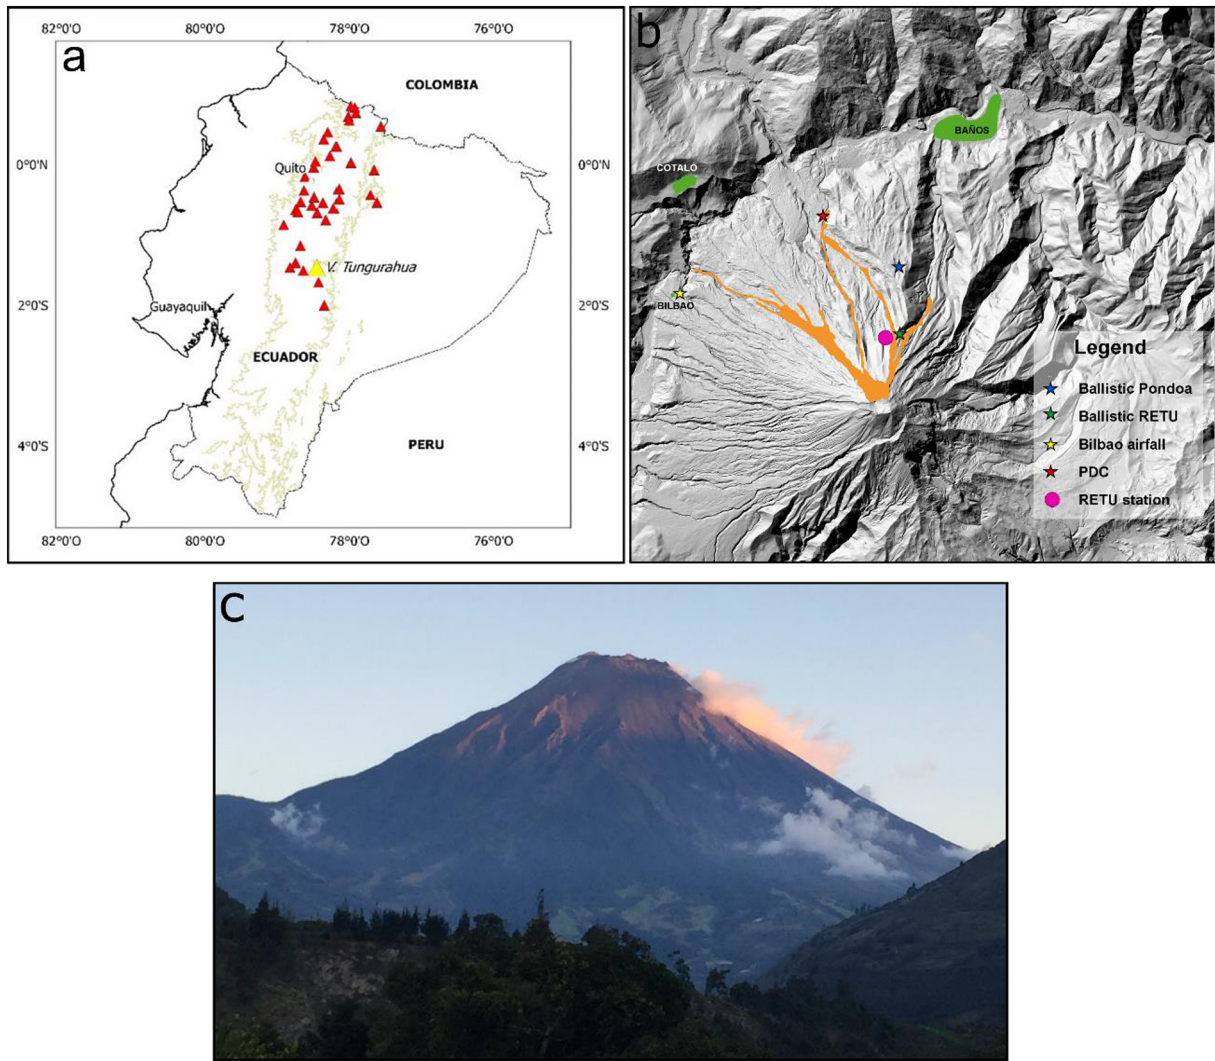 a
82°0'O 80°0'O 78°0'O 76°0'O
COLOMBIA
0°0'N
0°0'N
Quito
V. Tungurahua
2°0'S
2°0'S
Guayaquil
ECUADOR
4°0'S
4°0'S
PERU
82°0'O 80°0'O 78°0'O 76°0'O
b
BAÑOS
COTALÓ
BILBAO
Legend
Ballistic Pondoa
Ballistic RETU
Bilbao airfall
PDC
RETU station
C